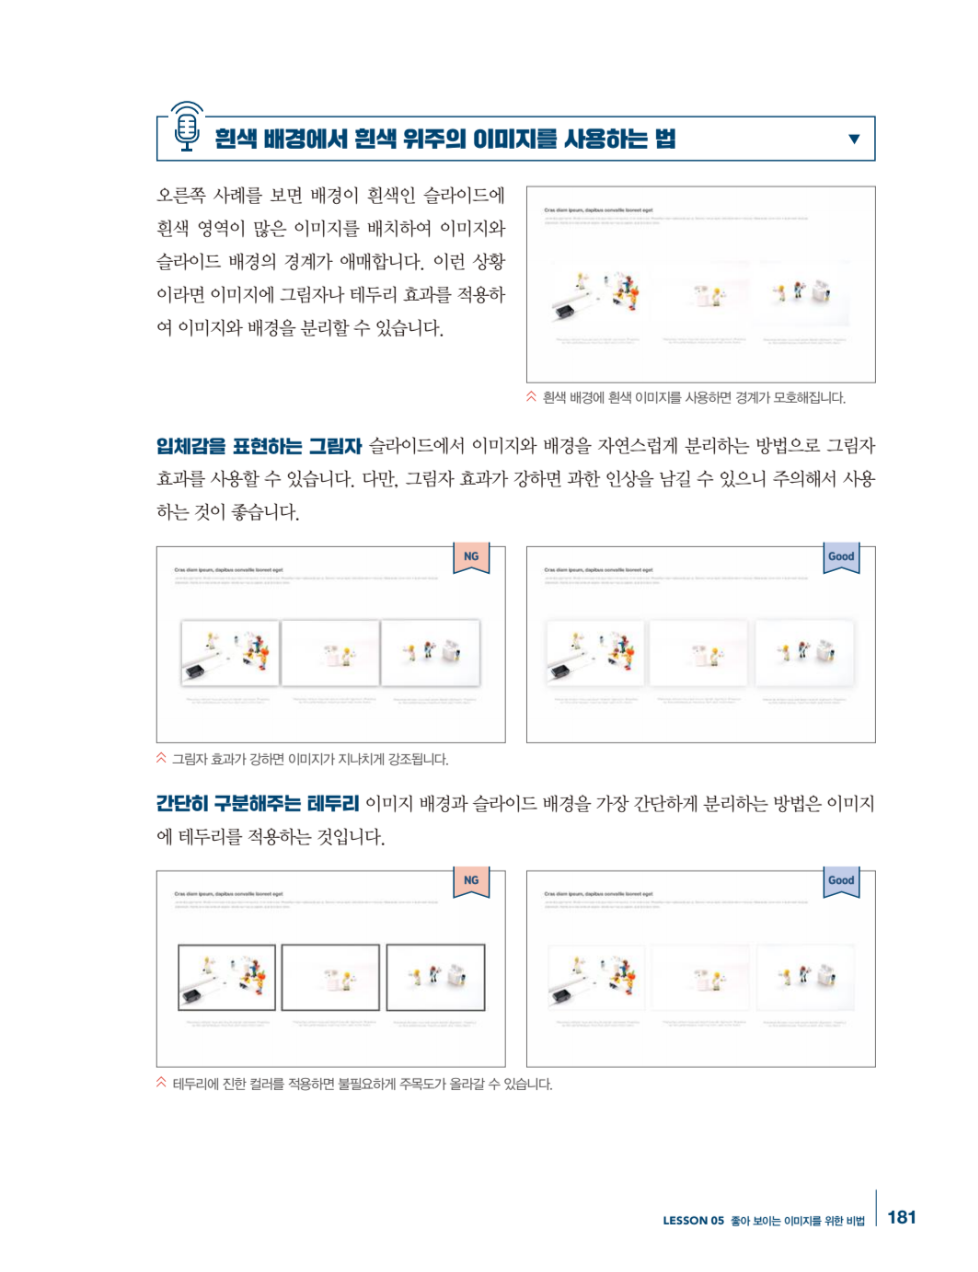 흰색 배경에서 흰색 위주의 이미지를 사용하는 법
오른쪽 사례를 보면 배경이 흰색인 슬라이드에
흰색 영역이 많은 이미지를 배치하여 이미지와
슬라이드 배경의 경계가 애매합니다. 이런 상황
이라면 이미지에 그림자나 테두리 효과를 적용하
여 이미지와 배경을 분리할 수 있습니다.
Cras diam ipsum, dapibus convallis laoreet eget
흰색 배경에 흰색 이미지를 사용하면 경계가 모호해집니다.
입체감을 표현하는 그림자 슬라이드에서 이미지와 배경을 자연스럽게 분리하는 방법으로 그림자
효과를 사용할 수 있습니다. 다만, 그림자 효과가 강하면 과한 인상을 남길 수 있으니 주의해서 사용
하는 것이 좋습니다.
NG
Cras diam ipsum, dapibus convallis laoreet eget
Good
Cras diam ipsum, dapibus convallis laoreet eget
그림자 효과가 강하면 이미지가 지나치게 강조됩니다.
간단히 구분해주는 테두리 이미지 배경과 슬라이드 배경을 가장 간단하게 분리하는 방법은 이미지
에 테두리를 적용하는 것입니다.
NG
Cras diam ipsum, dapibus convallis laoreet eget
Good
Cras diam ipsum, dapibus convallis laoreet eget
테두리에 진한 컬러를 적용하면 불필요하게 주목도가 올라갈 수 있습니다.
LESSON 05 좋아 보이는 이미지를 위한 비법 181